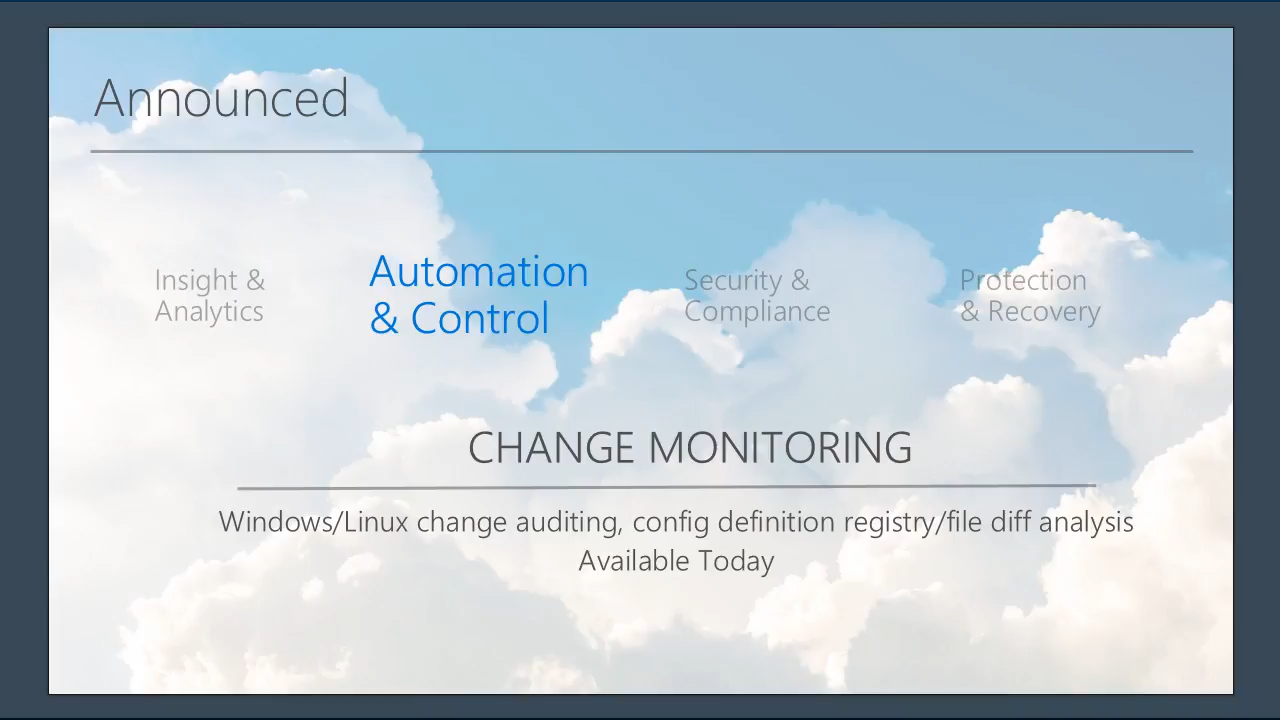 Announced
Insight &
Analytics
Automation
& Control
Security &
Compliance
Protection
& Recovery
CHANGE MONITORING
Windows/Linux change auditing, config definition registry/file diff analysis
Available Today